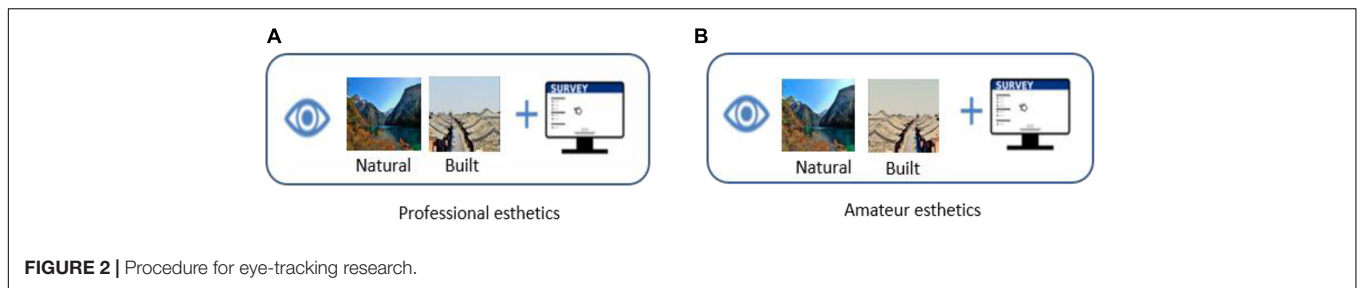 A
B
SURVEY
SURVEY
Natural
Built
Natural
Built
Professional esthetics
Amateur esthetics
FIGURE 2 | Procedure for eye-tracking research.